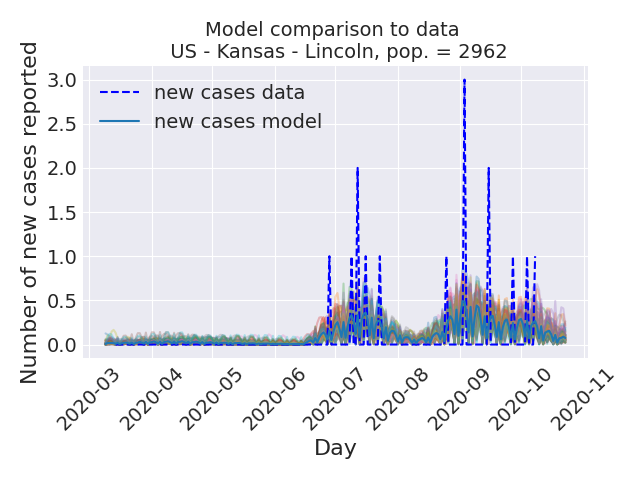 Model comparison to data
US - Kansas - Lincoln, pop. = 2962
Number of new cases reported
3.0
2.5
2.0
1.5
1.0
0.5
0.0
new cases data
new cases model
2020-03
2020-04
2020-05
2020-06
2020-07
2020-08
2020-09
2020-10
2020-11
Day